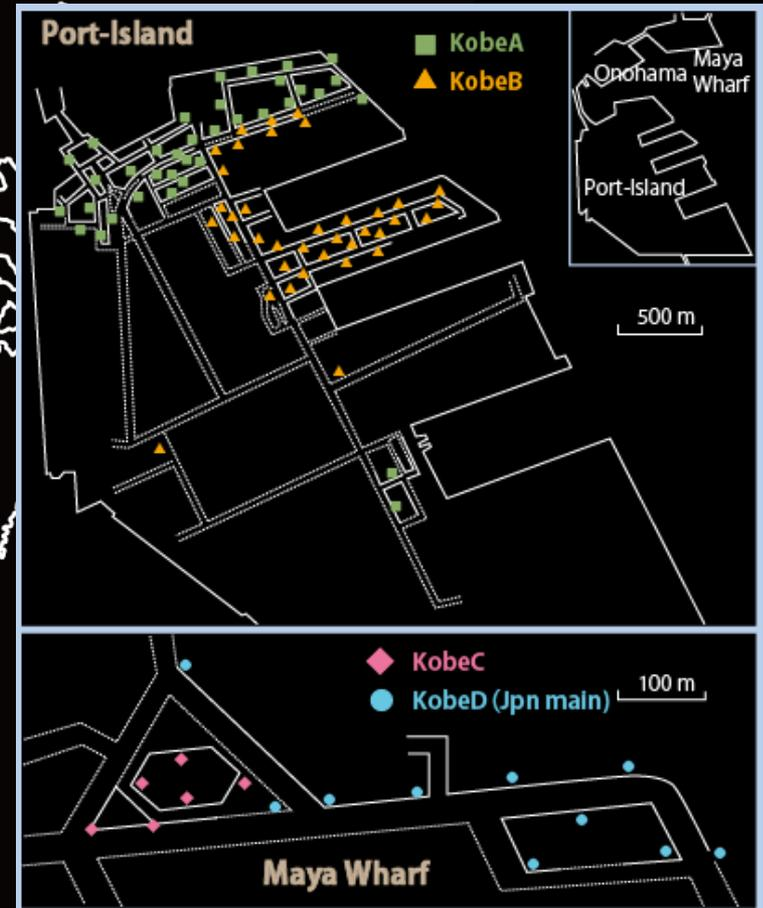 Port-Island
KobeA
KobeB
Onohama
Maya
Wharf
Port-Island
500 m
KobeC
KobeD (Jpn main)
100 m
Maya Wharf